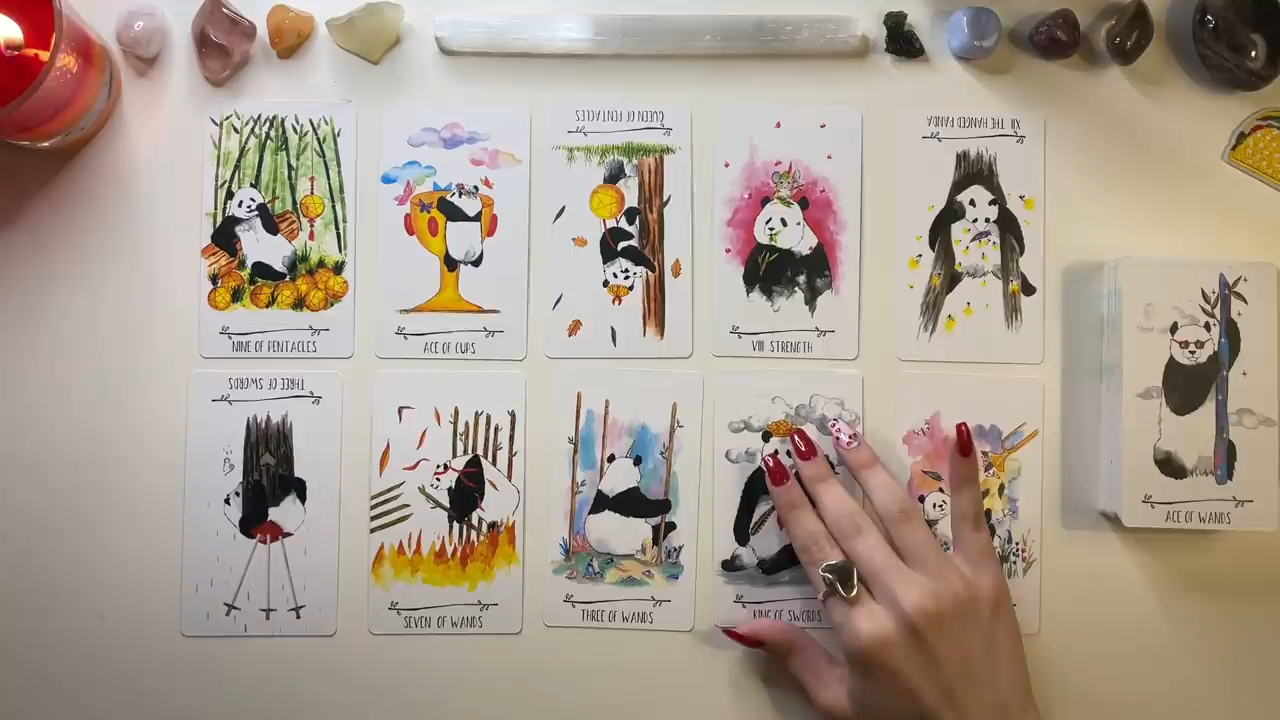 NINE OF PENTACLES
ACE OF CUPS
QUEEN OF PENTACLES
VIII STRENGTH
XII THE HANGED PANDA
THREE OF SWORDS
SEVEN OF WANDS
THREE OF WANDS
KING OF SWORDS
ACE OF WANDS